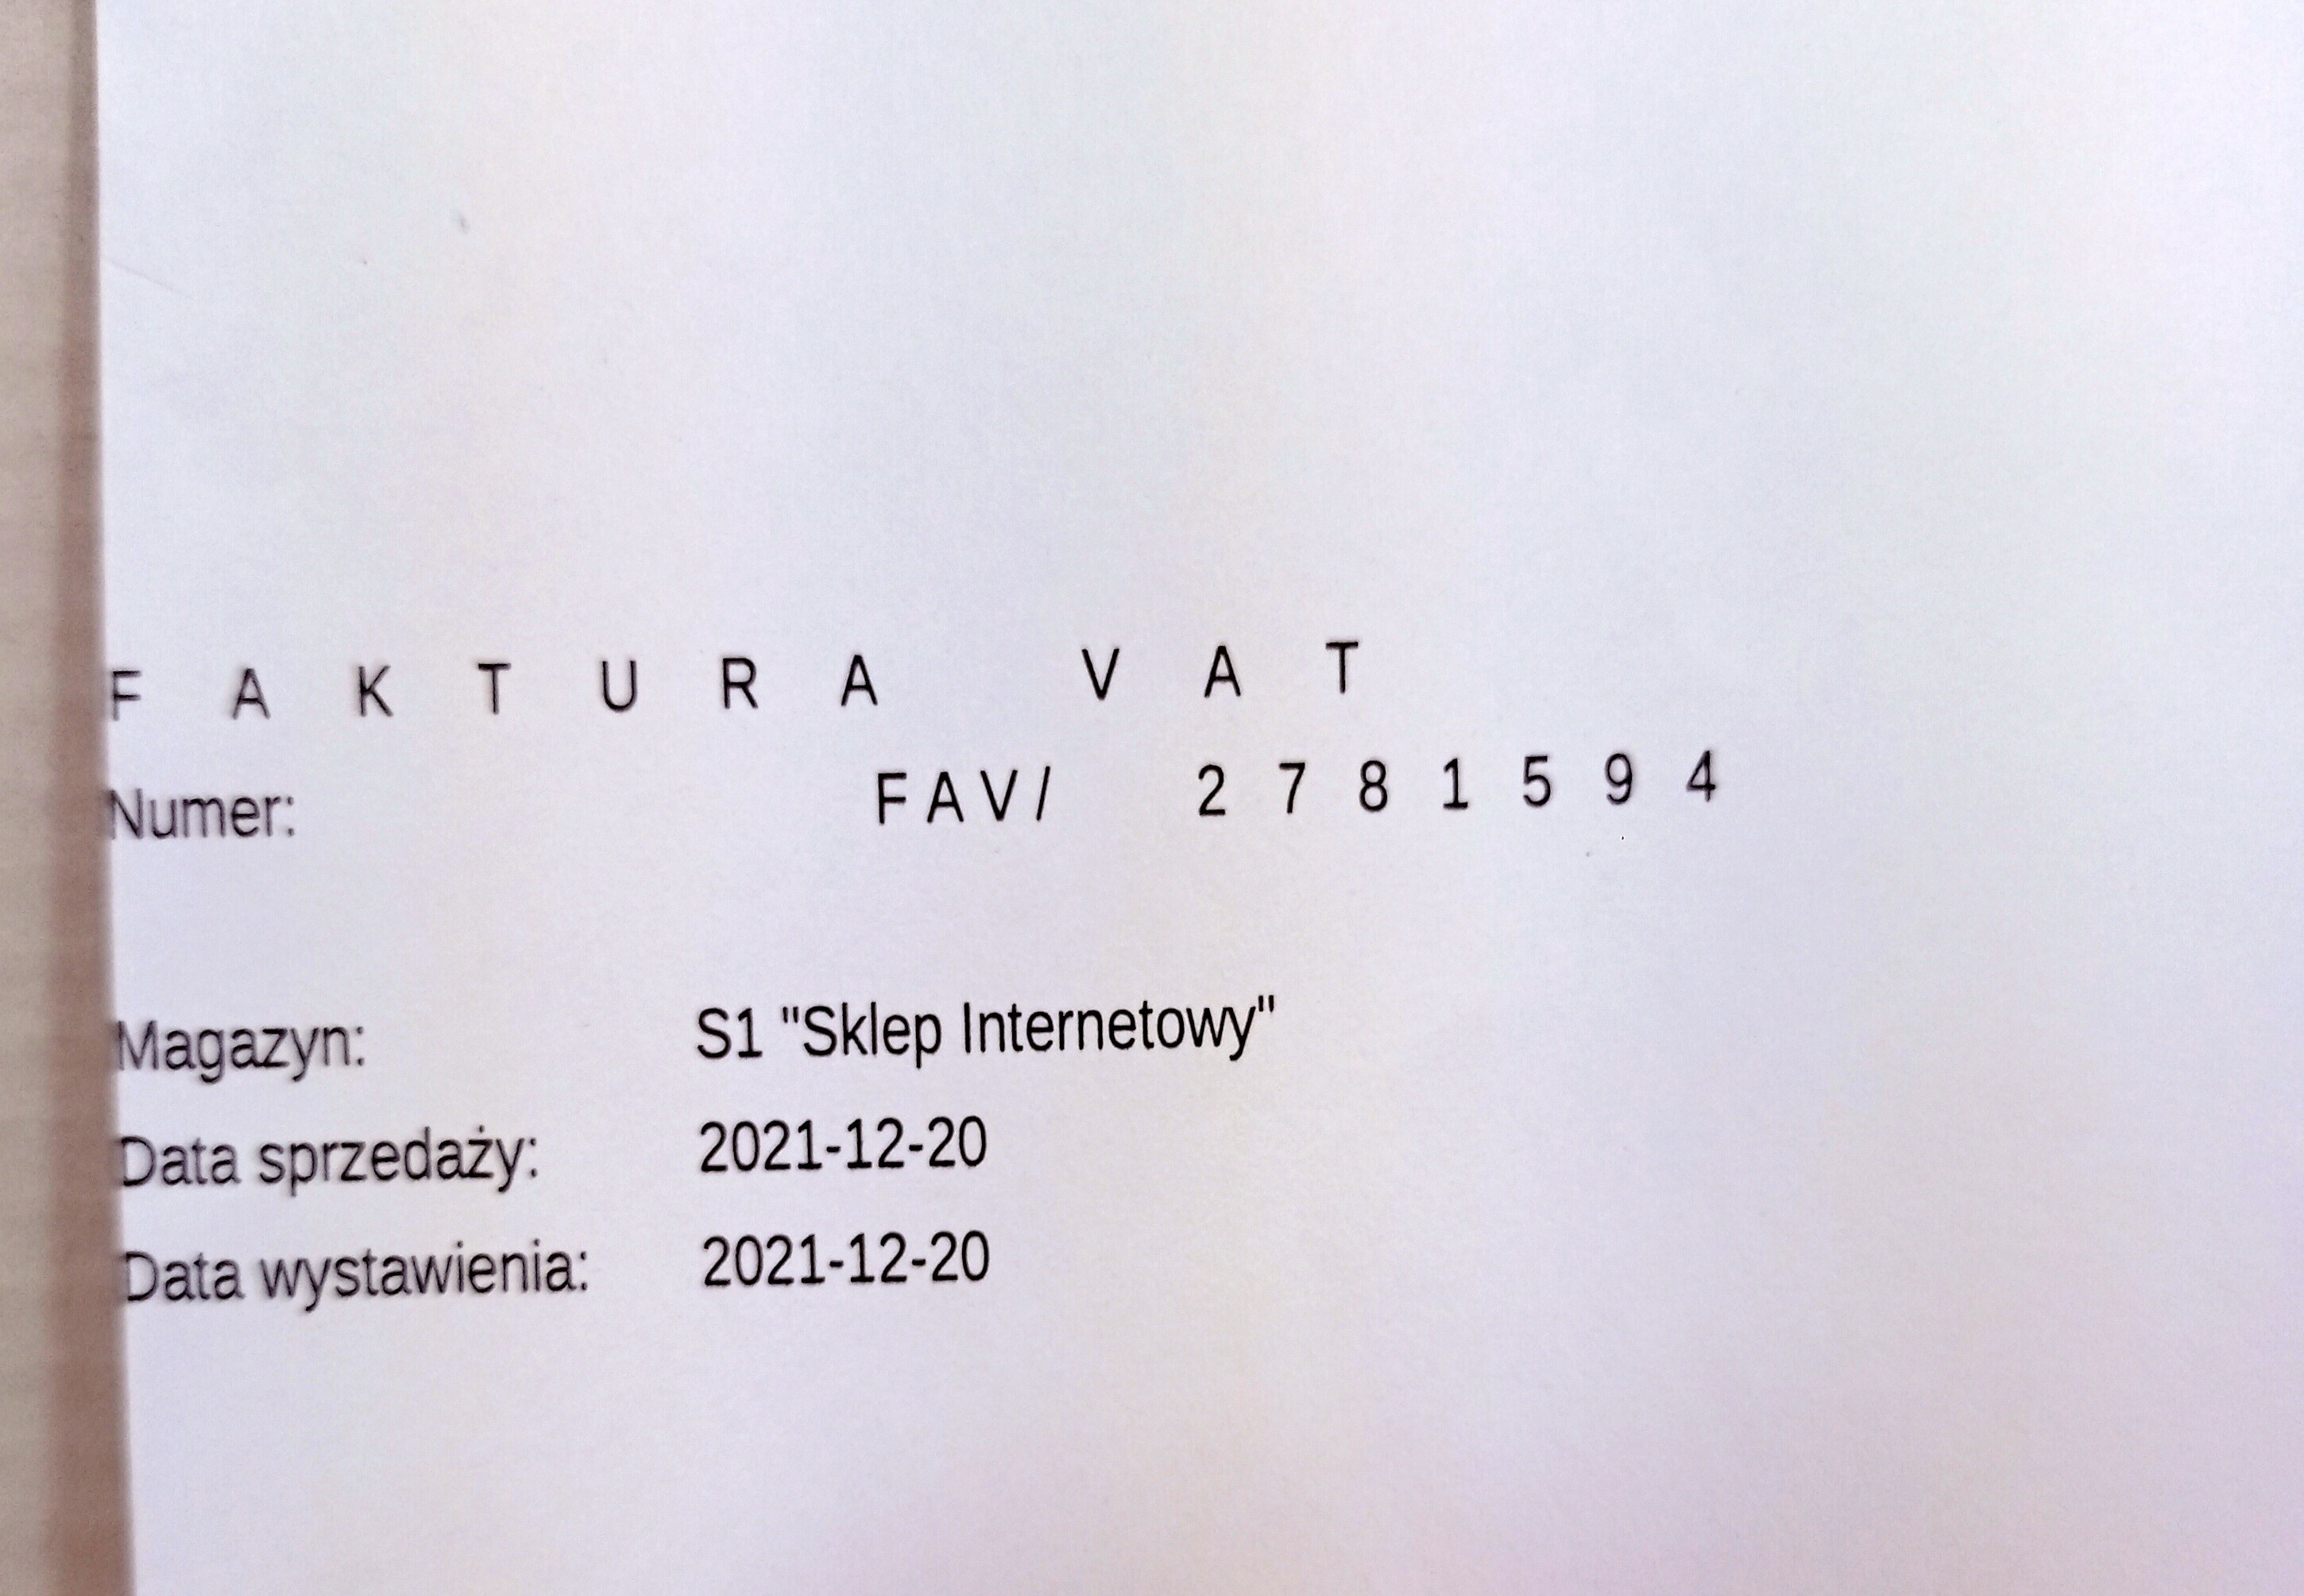 F A K T U R A V A T
Numer: FAV/ 2 7 8 1 5 9 4
Magazyn: S1 "Sklep Internetowy"
Data sprzedaży: 2021-12-20
Data wystawienia: 2021-12-20